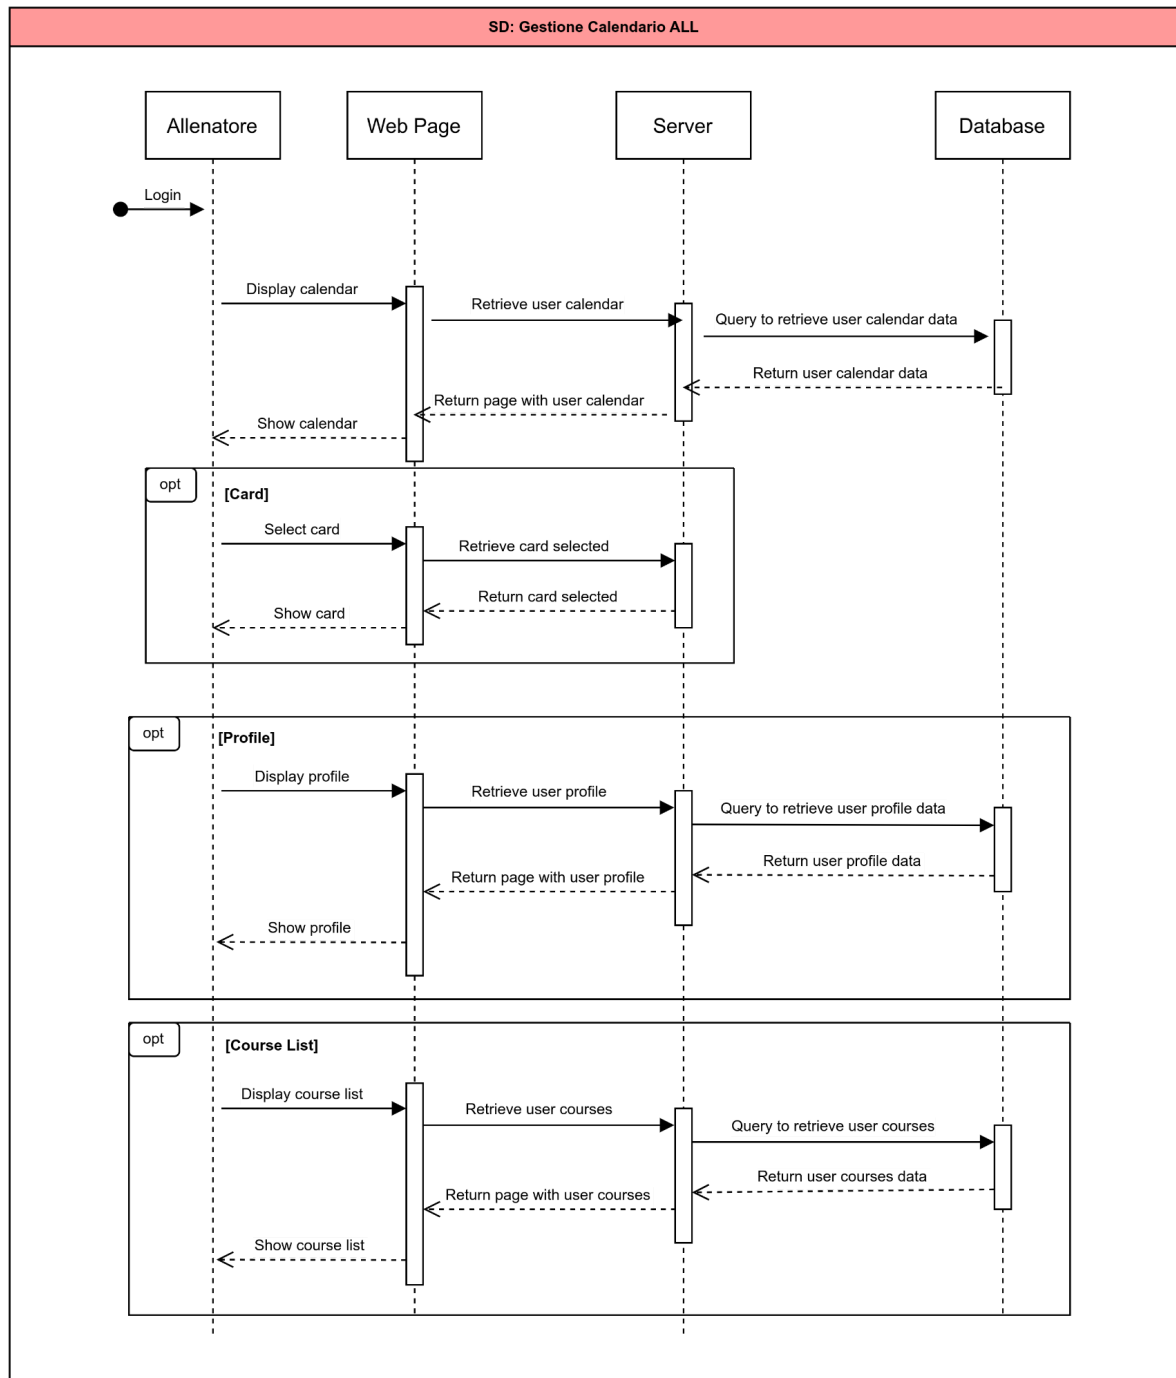 SD: Gestione Calendario ALL
Allenatore
Web Page
Server
Database
Login
Display calendar
Retrieve user calendar
Query to retrieve user calendar data
Return user calendar data
Return page with user calendar
Show calendar
opt
[Card]
Select card
Retrieve card selected
Return card selected
Show card
opt
[Profile]
Display profile
Retrieve user profile
Query to retrieve user profile data
Return user profile data
Return page with user profile
Show profile
opt
[Course List]
Display course list
Retrieve user courses
Query to retrieve user courses
Return user courses data
Return page with user courses
Show course list